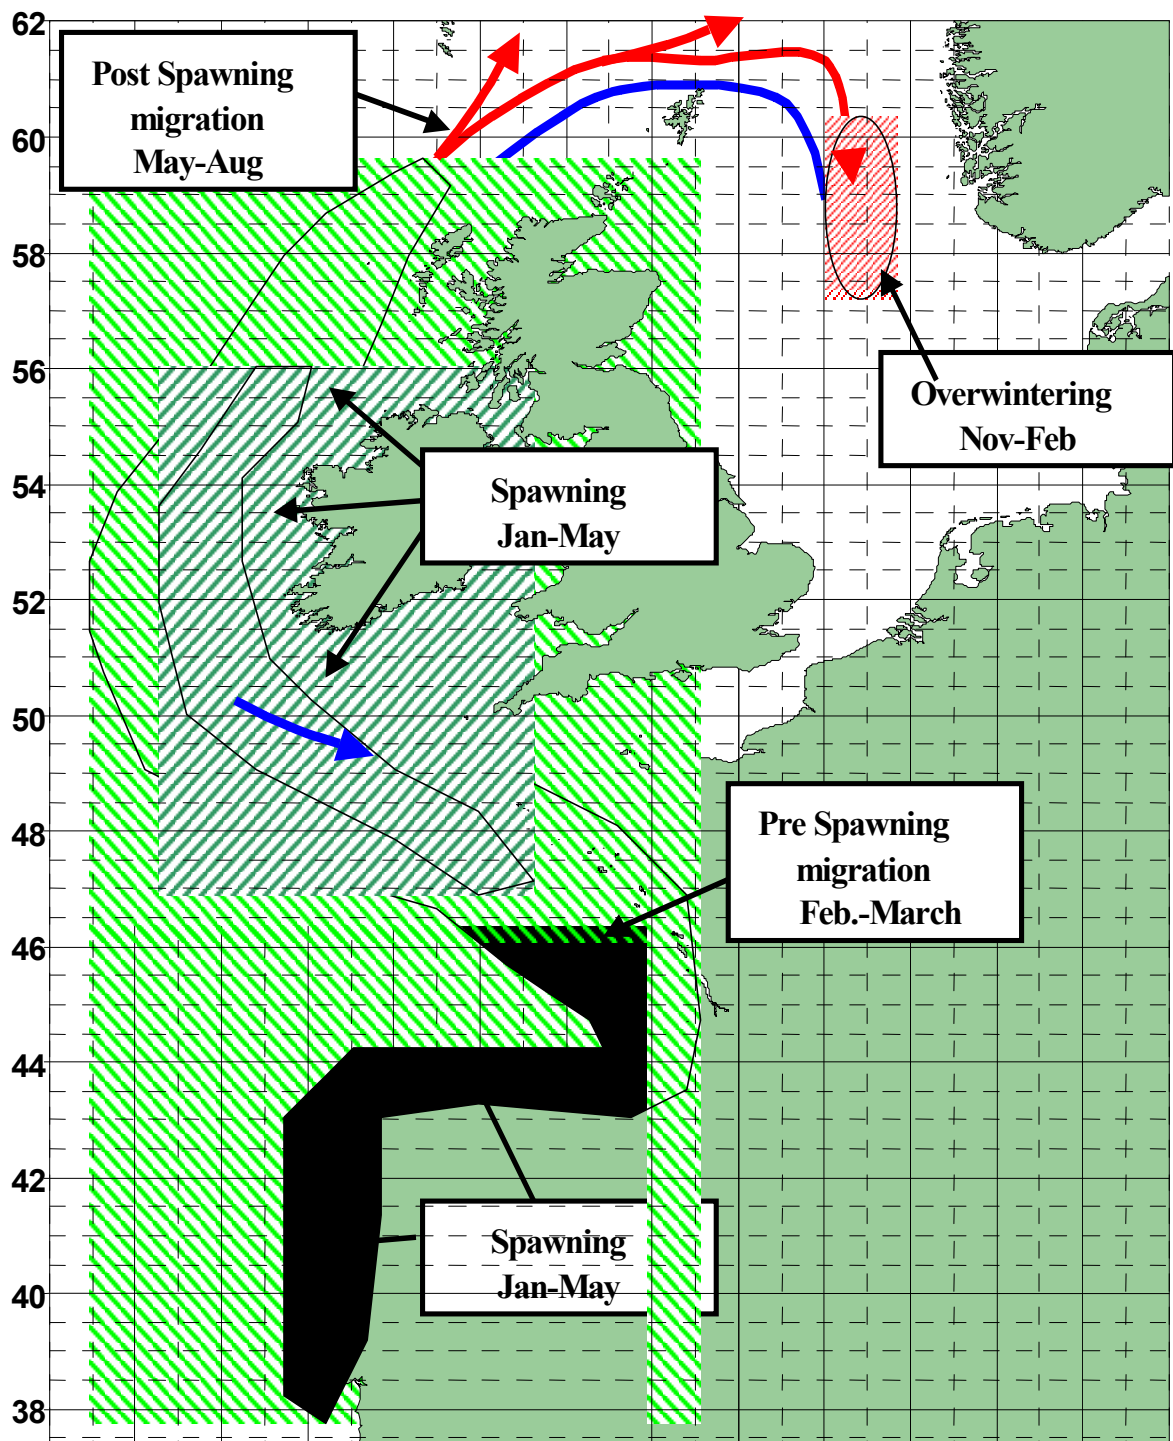 62
Post Spawning
migration
May-Aug
60
58
56
Overwintering
Nov-Feb
54
Spawning
Jan-May
52
50
48
Pre Spawning
migration
Feb.-March
46
44
42
Spawning
Jan-May
40
38